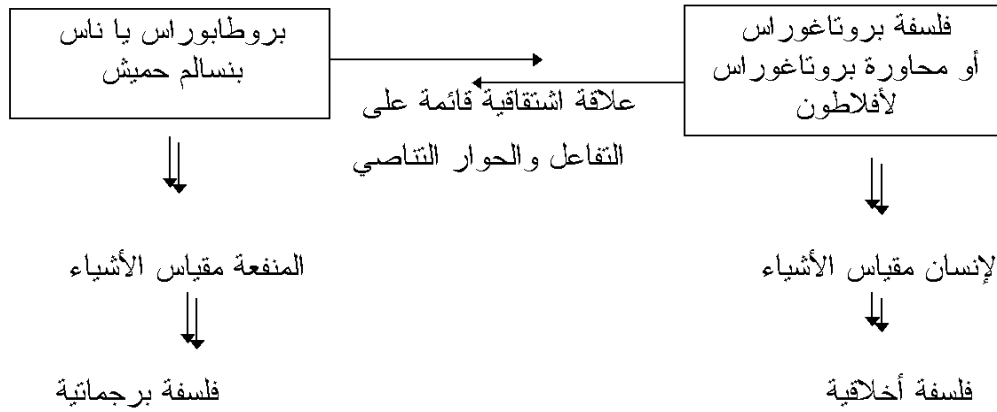 فلسفة بروتاغوراس
أو محاورة بروتاغوراس
لأفلاطون
بروطابوراس يا ناس
بنسالم حميش
علاقة اشتقاقية قائمة على
التفاعل والحوار التناصي
لإنسان مقياس الأشياء
المنفعة مقياس الأشياء
فلسفة أخلاقية
فلسفة برجماتية